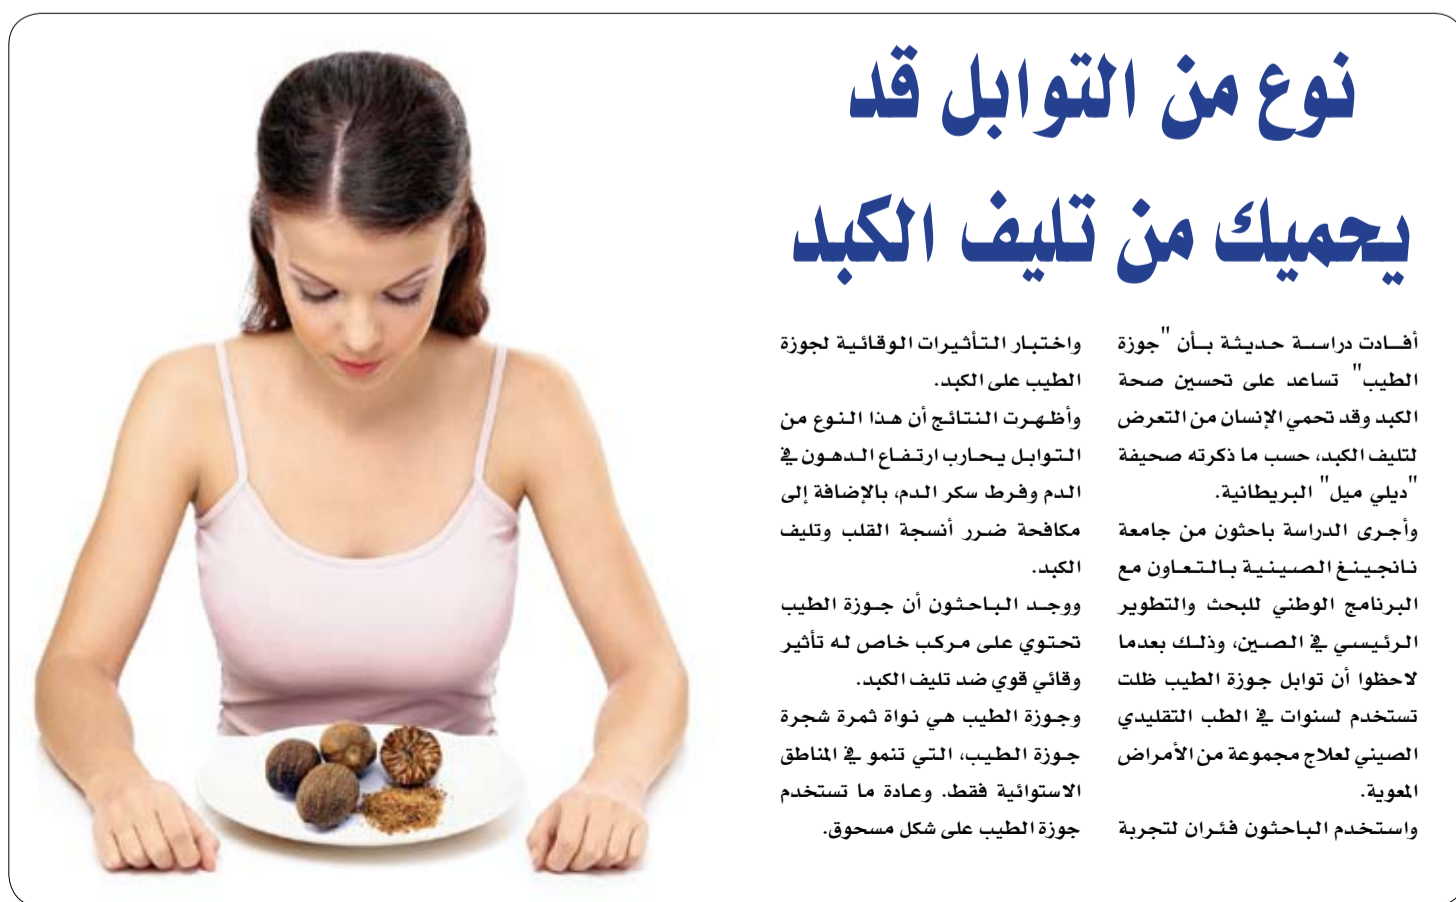 نوع من التوابل قد
يحميك من تليف الكبد
أفادت دراسة حديثة بأن "جوزة
الطيب" تساعد على تحسين صحة
الكبد وقد تحمي الإنسان من التعرض
لتليف الكبد، حسب ما ذكرته صحيفة
"ديلي ميل" البريطانية.
وأجرى الدراسة باحثون من جامعة
نانجينغ الصينية بالتعاون مع
البرنامج الوطني للبحث والتطوير
الرئيسي في الصين، وذلك بعدما
لاحظوا أن توابل جوزة الطيب ظلت
تستخدم لسنوات في الطب التقليدي
الصيني لعلاج مجموعة من الأمراض
المعوية.
واستخدم الباحثون فئران لتجربة
واختبار التأثيرات الوقائية لجوزة
الطيب على الكبد.
وأظهرت النتائج أن هذا النوع من
التوابل يحارب ارتفاع الدهون في
الدم وفرط سكر الدم، بالإضافة إلى
مكافحة ضرر أنسجة القلب وتليف
الكبد.
ووجد الباحثون أن جوزة الطيب
تحتوي على مركب خاص له تأثير
وقائي قوي ضد تليف الكبد.
وجوزة الطيب هي نواة ثمرة شجرة
جوزة الطيب، التي تنمو في المناطق
الاستوائية فقط. وعادة ما تستخدم
جوزة الطيب على شكل مسحوق.